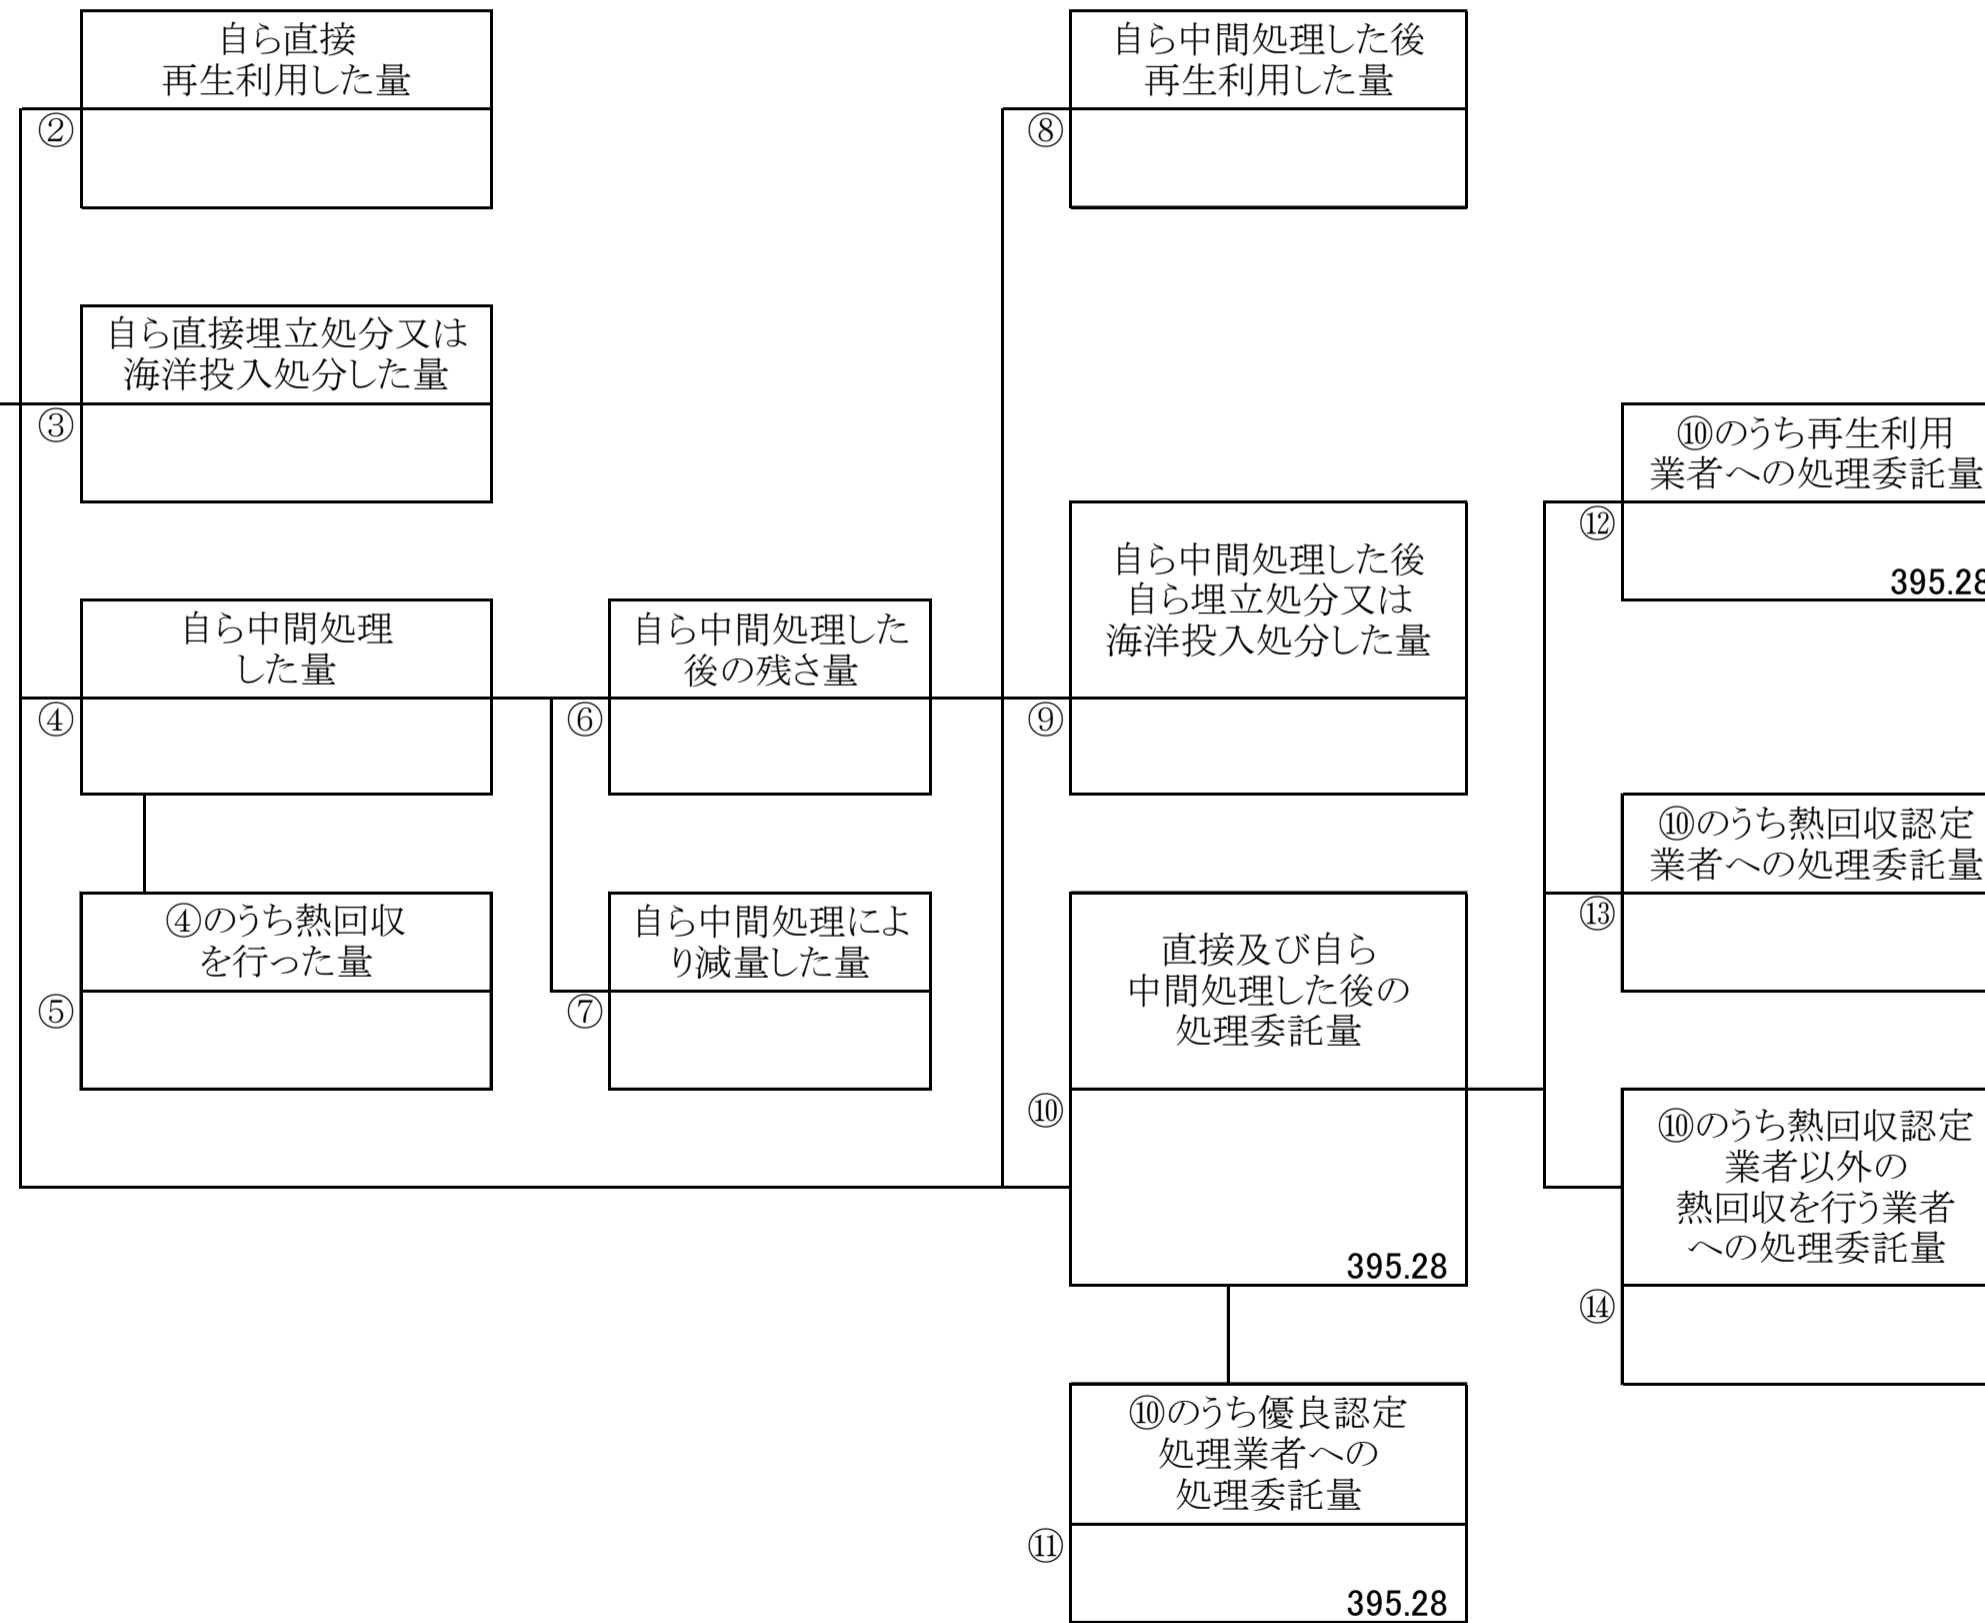 自ら直接
再生利用した量
②
自ら中間処理した後
再生利用した量
⑧
自ら直接埋立処分又は
海洋投入処分した量
③
⑩のうち再生利用
業者への処理委託量
⑫
395.28
自ら中間処理した後
自ら埋立処分又は
海洋投入処分した量
⑨
自ら中間処理
した量
④
自ら中間処理した
後の残さ量
⑥
⑩のうち熱回収認定
業者への処理委託量
⑬
④のうち熱回収
を行った量
⑤
自ら中間処理によ
り減量した量
⑦
直接及び自ら
中間処理した後の
処理委託量
⑩
395.28
⑩のうち熱回収認定
業者以外の
熱回収を行う業者
への処理委託量
⑭
⑩のうち優良認定
処理業者への
処理委託量
⑪
395.28